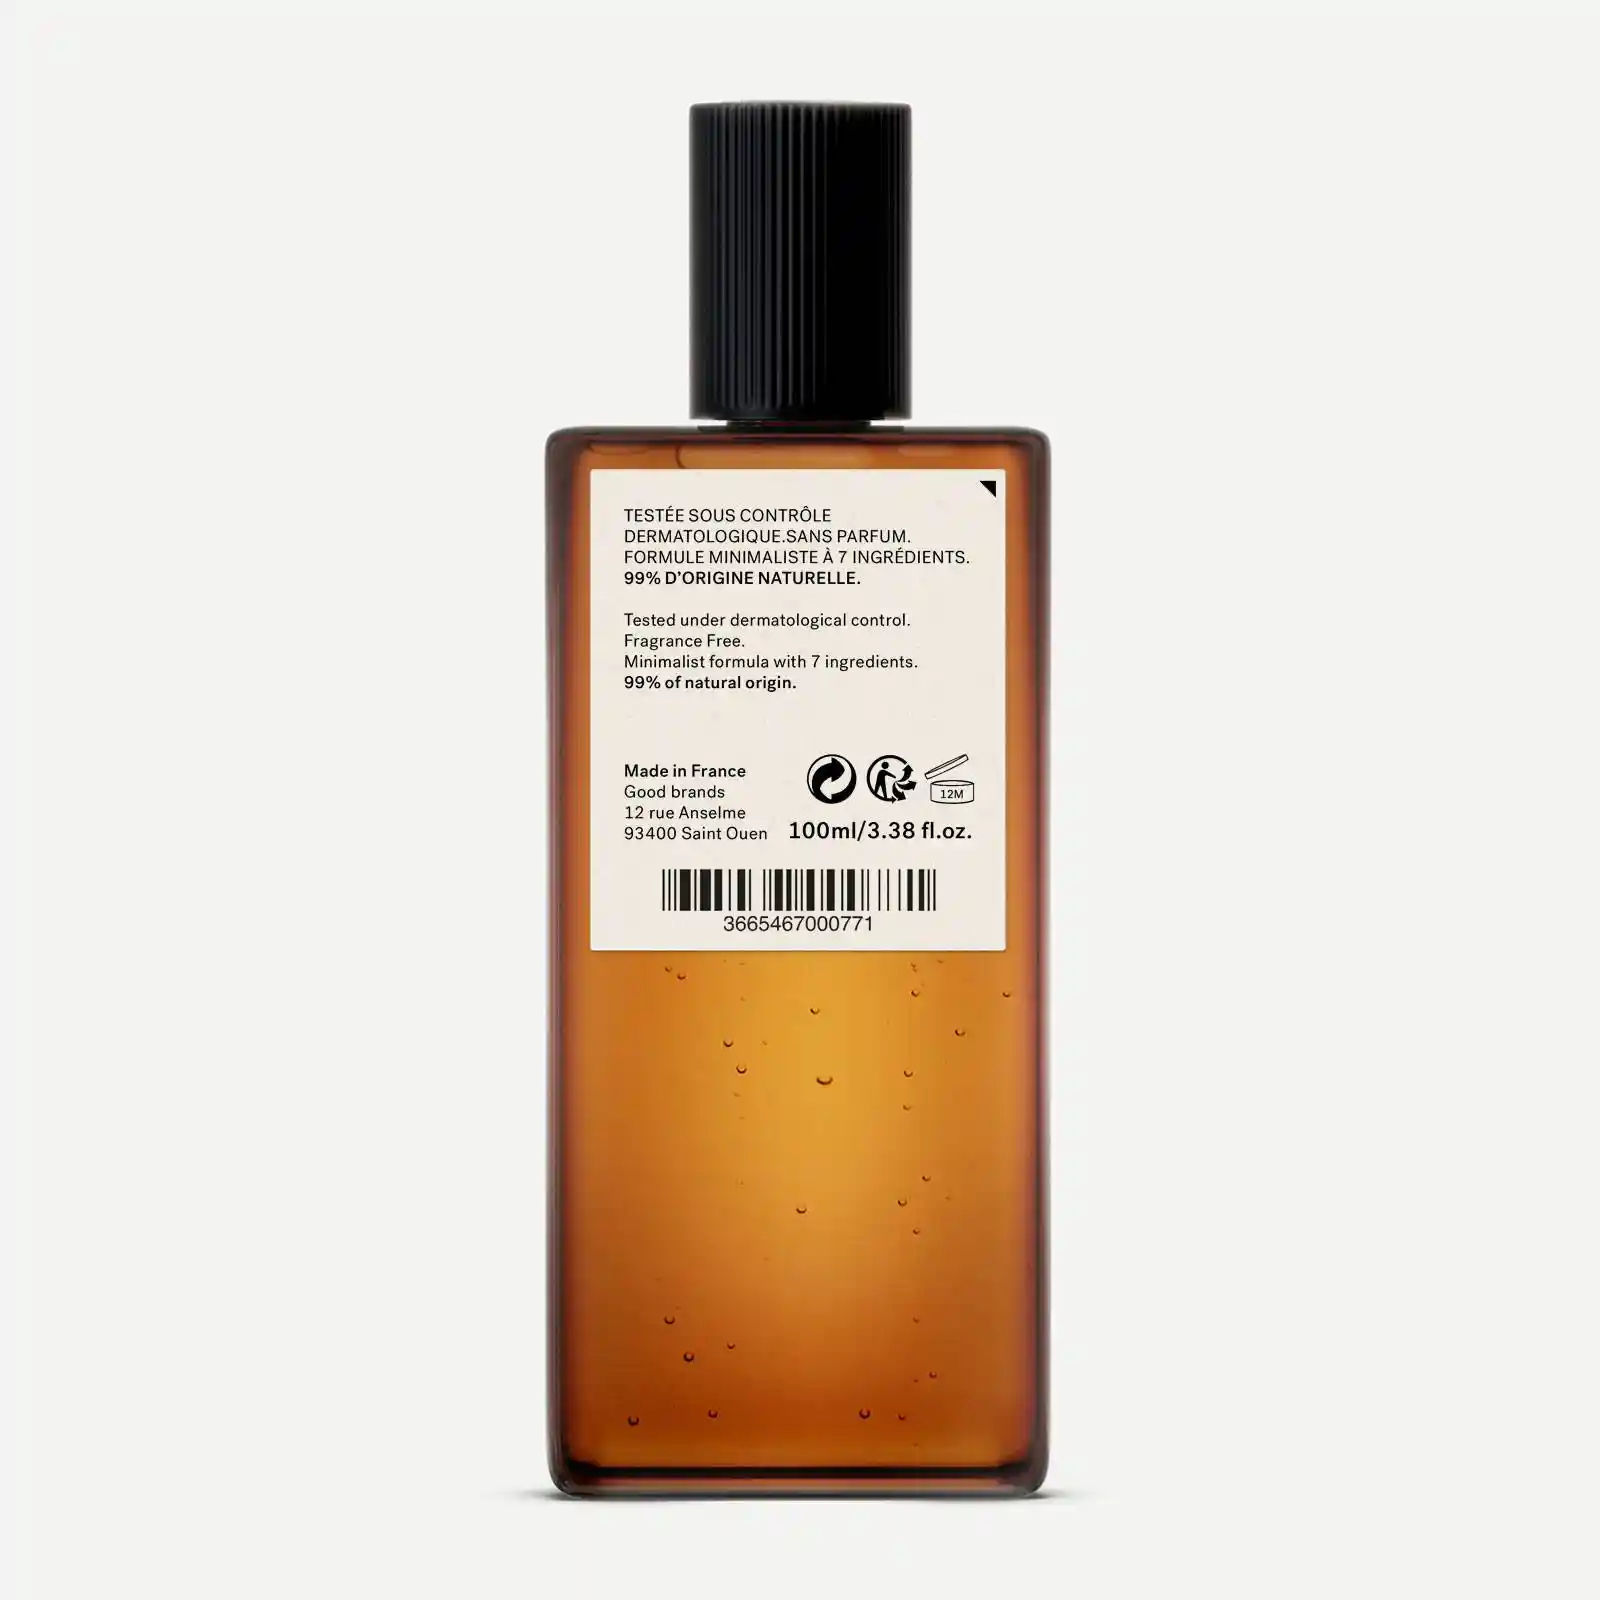 TESTÉE SOUS CONTRÔLE
DERMATOLOGIQUE.SANS PARFUM.
FORMULE MINIMALISTE À 7 INGRÉDIENTS.
99% D’ORIGINE NATURELLE.
Tested under dermatological control.
Fragrance Free.
Minimalist formula with 7 ingredients.
99% of natural origin.
Made in France
Good brands
12 rue Anselme
93400 Saint Ouen
12M
100ml/3.38 fl.oz.
3665467000771